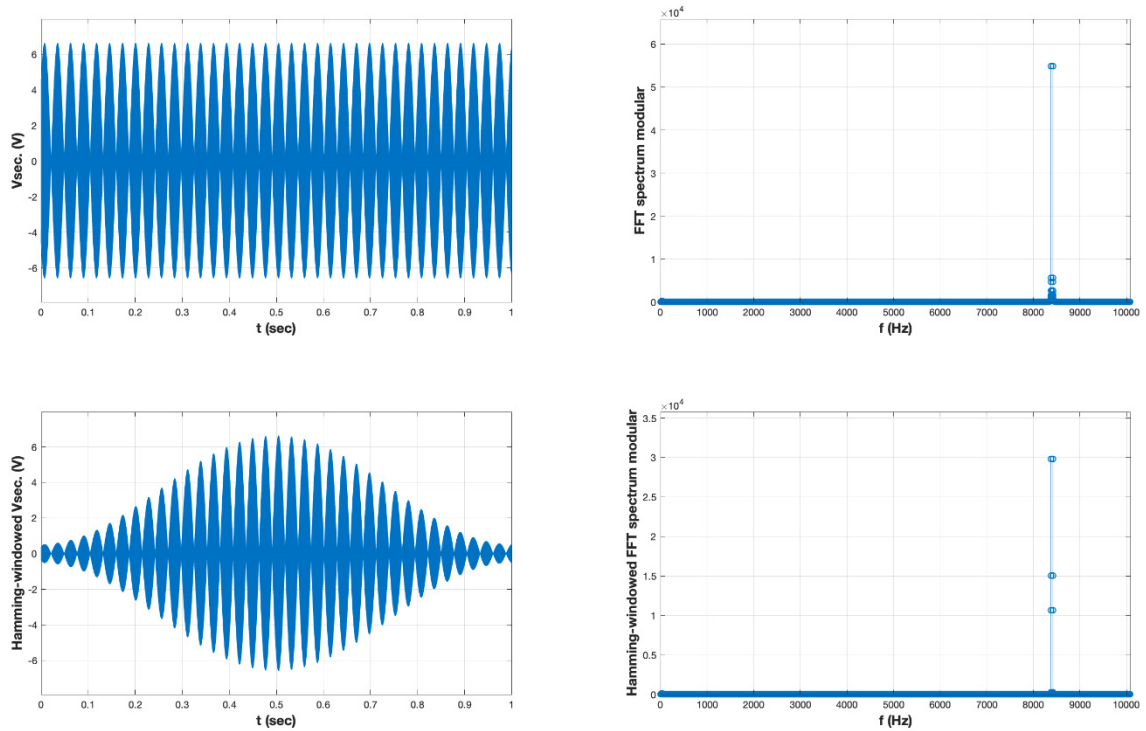 6
4
2
0
-2
-4
-6
Vsec. (V)
0 0.1 0.2 0.3 0.4 0.5 0.6 0.7 0.8 0.9 1
t (sec)
×10⁴
6
5
4
3
2
1
0
FFT spectrum modular
0 1000 2000 3000 4000 5000 6000 7000 8000 9000 10000
f (Hz)
6
4
2
0
-2
-4
-6
Hamming-windowed Vsec. (V)
0 0.1 0.2 0.3 0.4 0.5 0.6 0.7 0.8 0.9 1
t (sec)
×10⁴
3.5
3
2.5
2
1.5
1
0.5
0
Hamming-windowed FFT spectrum modular
0 1000 2000 3000 4000 5000 6000 7000 8000 9000 10000
f (Hz)